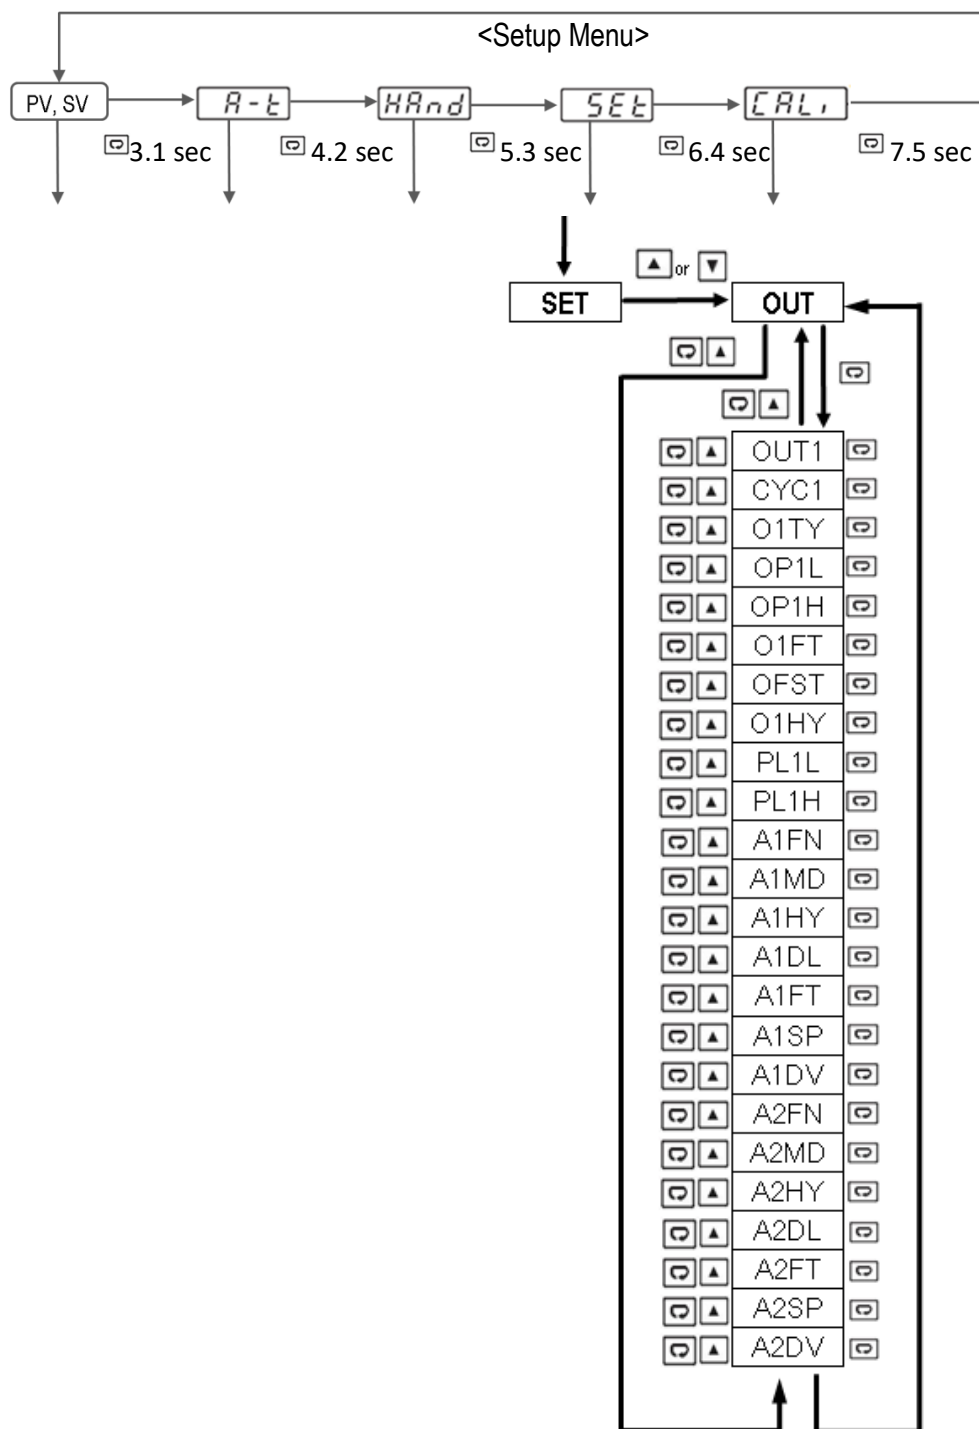 <Setup Menu>
PV, SV A-t HAnd SEt CALi
3.1 sec 4.2 sec 5.3 sec 6.4 sec 7.5 sec
or
SET OUT
OUT1
CYC1
O1TY
OP1L
OP1H
O1FT
OFST
O1HY
PL1L
PL1H
A1FN
A1MD
A1HY
A1DL
A1FT
A1SP
A1DV
A2FN
A2MD
A2HY
A2DL
A2FT
A2SP
A2DV